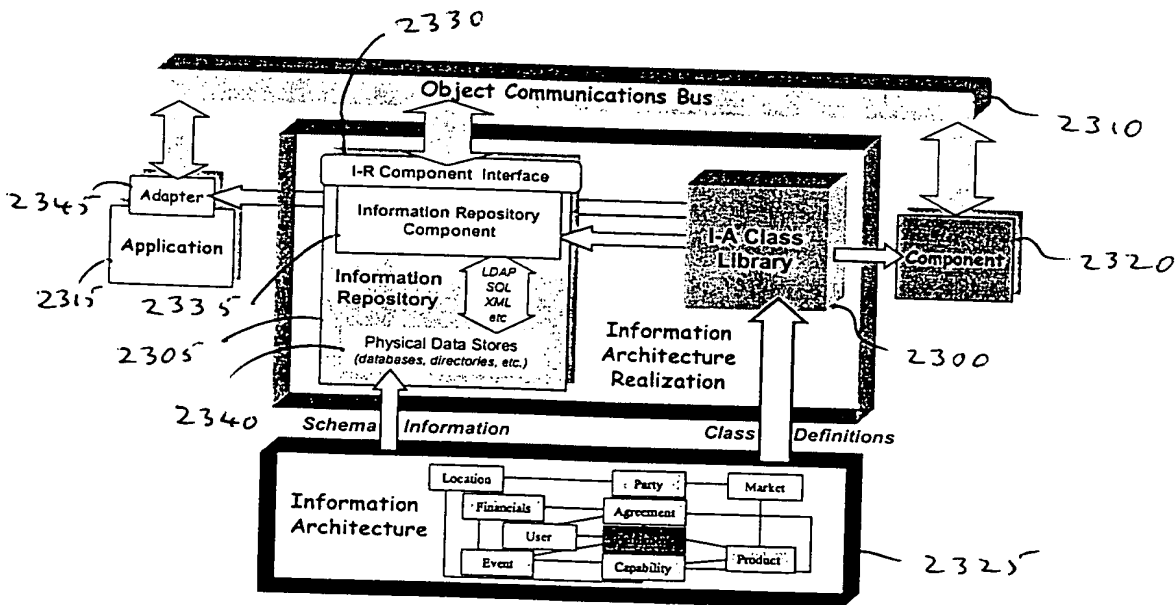 2330
Object Communications Bus
2310
I-R Component Interface
2345
Adapter
Information Repository
Component
I-A Class
Library
Application
Component
2320
2315
2335
Information
Repository
LDAP
SQL
XML
etc
2305
Physical Data Stores
(databases, directories, etc.)
Information
Architecture
Realization
2300
2340
Schema Information
Class Definitions
Information
Architecture
Location
Party
Market
Financials
Agreement
User
Event
Capability
Product
2325